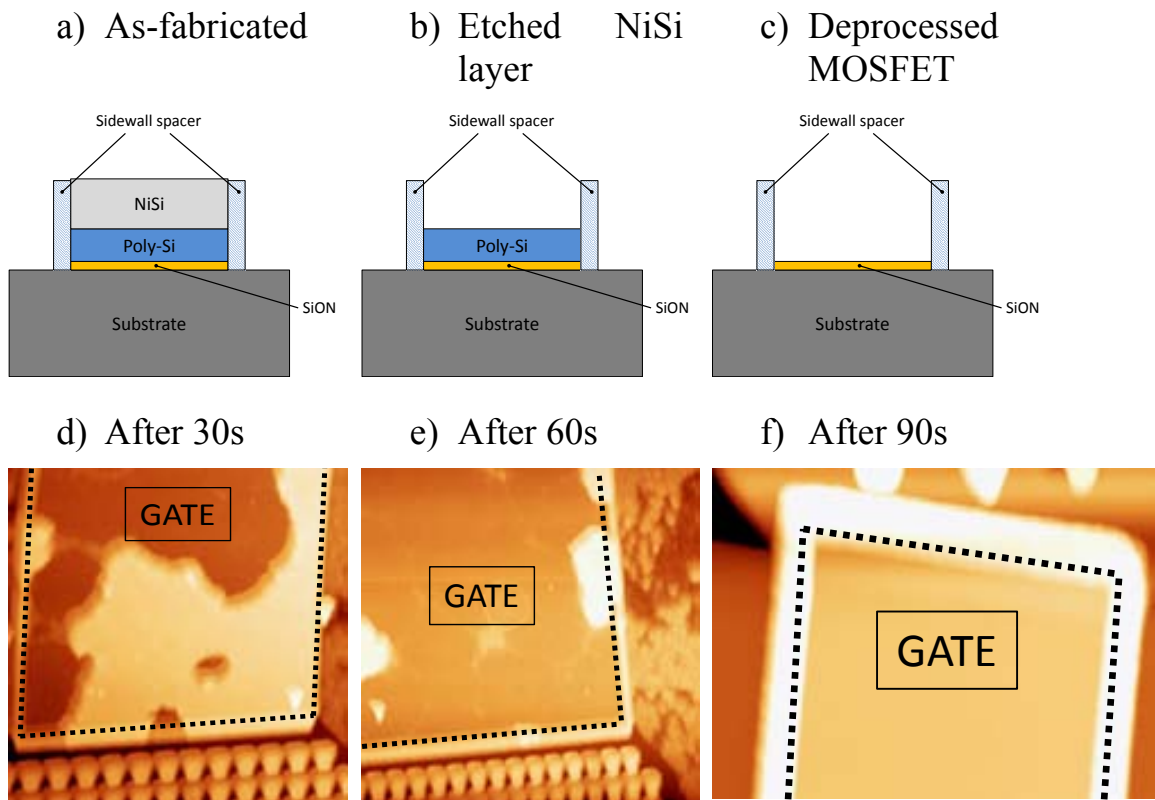 a) As-fabricated
b) Etched NiSi
layer
c) Deprocessed
MOSFET
Sidewall spacer
NiSi
Poly-Si
SiON
Substrate
Sidewall spacer
Poly-Si
SiON
Substrate
Sidewall spacer
SiON
Substrate
d) After 30s
e) After 60s
f) After 90s
GATE
GATE
GATE